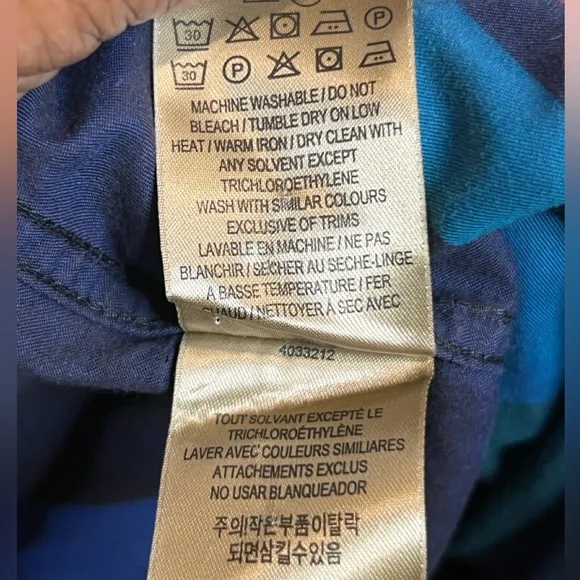 30 P
30 P
MACHINE WASHABLE / DO NOT
BLEACH / TUMBLE DRY ON LOW
HEAT / WARM IRON / DRY CLEAN WITH
ANY SOLVENT EXCEPT
TRICHLOROETHYLENE
WASH WITH SIMILAR COLOURS
EXCLUSIVE OF TRIMS
LAVABLE EN MACHINE / NE PAS
BLANCHIR / SECHER AU SECHE-LINGE
A BASSE TEMPERATURE / FER
CHAUD / NETTOYER À SEC AVEC
4033212
TOUT SOLVANT EXCEPTÉ LE
TRICHLOROÉTHYLÈNE
LAVER AVEC COULEURS SIMILIARES
ATTACHEMENTS EXCLUS
NO USAR BLANQUEADOR
주의!작은부품이탈락
되면삼킬수있음